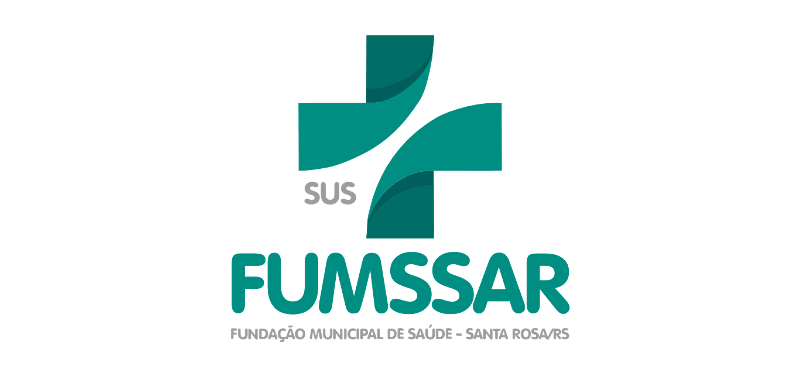 SUS
FUMSSAR
FUNDAÇÃO MUNICIPAL DE SAÚDE - SANTA ROSA/RS